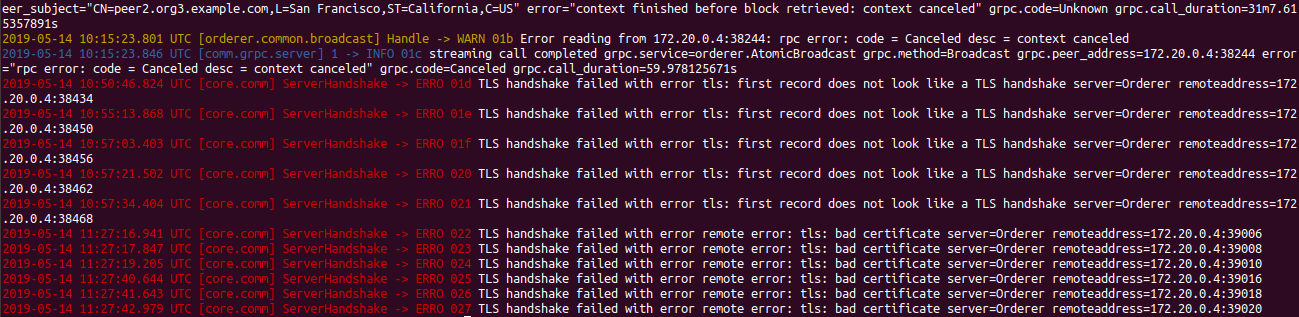 eer_subject="CN=peer2.org3.example.com,L=San Francisco,ST=California,C=US" error="context finished before block retrieved: context canceled" grpc.code=Unknown grpc.call_duration=31m7.61
5357891s
2019-05-14 10:15:23.801 UTC [orderer.common.broadcast] Handle -> WARN 01b Error reading from 172.20.0.4:38244: rpc error: code = Canceled desc = context canceled
2019-05-14 10:15:23.846 UTC [comm.grpc.server] 1 -> INFO 01c streaming call completed grpc.service=orderer.AtomicBroadcast grpc.method=Broadcast grpc.peer_address=172.20.0.4:38244 error
="rpc error: code = Canceled desc = context canceled" grpc.code=Canceled grpc.call_duration=59.978125671s
2019-05-14 10:50:46.824 UTC [core.comm] ServerHandshake -> ERRO 01d TLS handshake failed with error tls: first record does not look like a TLS handshake server=Orderer remoteaddress=172
.20.0.4:38434
2019-05-14 10:55:13.868 UTC [core.comm] ServerHandshake -> ERRO 01e TLS handshake failed with error tls: first record does not look like a TLS handshake server=Orderer remoteaddress=172
.20.0.4:38450
2019-05-14 10:57:03.403 UTC [core.comm] ServerHandshake -> ERRO 01f TLS handshake failed with error tls: first record does not look like a TLS handshake server=Orderer remoteaddress=172
.20.0.4:38456
2019-05-14 10:57:21.502 UTC [core.comm] ServerHandshake -> ERRO 020 TLS handshake failed with error tls: first record does not look like a TLS handshake server=Orderer remoteaddress=172
.20.0.4:38462
2019-05-14 10:57:34.404 UTC [core.comm] ServerHandshake -> ERRO 021 TLS handshake failed with error tls: first record does not look like a TLS handshake server=Orderer remoteaddress=172
.20.0.4:38468
2019-05-14 11:27:16.941 UTC [core.comm] ServerHandshake -> ERRO 022 TLS handshake failed with error remote error: tls: bad certificate server=Orderer remoteaddress=172.20.0.4:39006
2019-05-14 11:27:17.847 UTC [core.comm] ServerHandshake -> ERRO 023 TLS handshake failed with error remote error: tls: bad certificate server=Orderer remoteaddress=172.20.0.4:39008
2019-05-14 11:27:19.205 UTC [core.comm] ServerHandshake -> ERRO 024 TLS handshake failed with error remote error: tls: bad certificate server=Orderer remoteaddress=172.20.0.4:39010
2019-05-14 11:27:40.644 UTC [core.comm] ServerHandshake -> ERRO 025 TLS handshake failed with error remote error: tls: bad certificate server=Orderer remoteaddress=172.20.0.4:39016
2019-05-14 11:27:41.643 UTC [core.comm] ServerHandshake -> ERRO 026 TLS handshake failed with error remote error: tls: bad certificate server=Orderer remoteaddress=172.20.0.4:39018
2019-05-14 11:27:42.979 UTC [core.comm] ServerHandshake -> ERRO 027 TLS handshake failed with error remote error: tls: bad certificate server=Orderer remoteaddress=172.20.0.4:39020